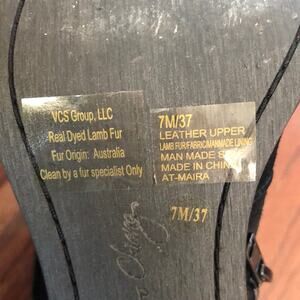 VCS Group, LLC
Real Dyed Lamb Fur
Fur Origin: Australia
Clean by a fur specialist Only
7M/37
LEATHER UPPER
LAMB FUR/FABRIC/MANMADE LINING
MAN MADE
MADE IN CHINA
AT-MAIRA
7M/37